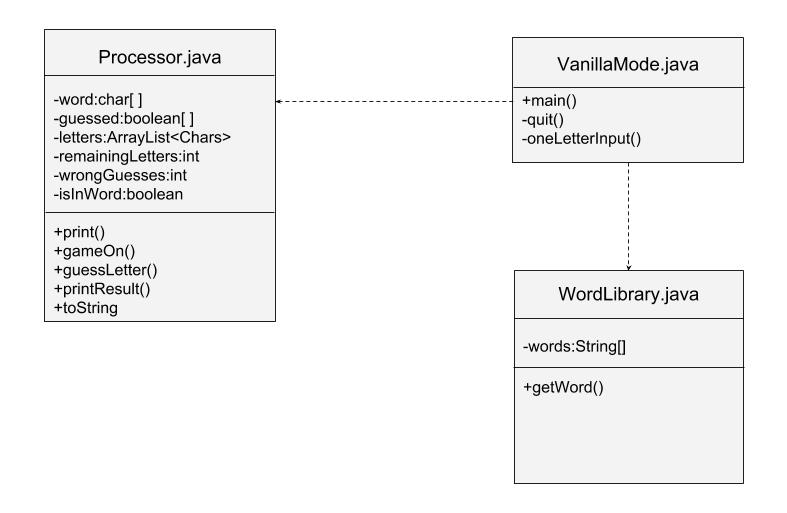 Processor.java
-word:char[ ]
-guessed:boolean[ ]
-letters:ArrayList<Chars>
-remainingLetters:int
-wrongGuesses:int
-isInWord:boolean
+print()
+gameOn()
+guessLetter()
+printResult()
+toString
VanillaMode.java
+main()
-quit()
-oneLetterInput()
WordLibrary.java
-words:String[]
+getWord()